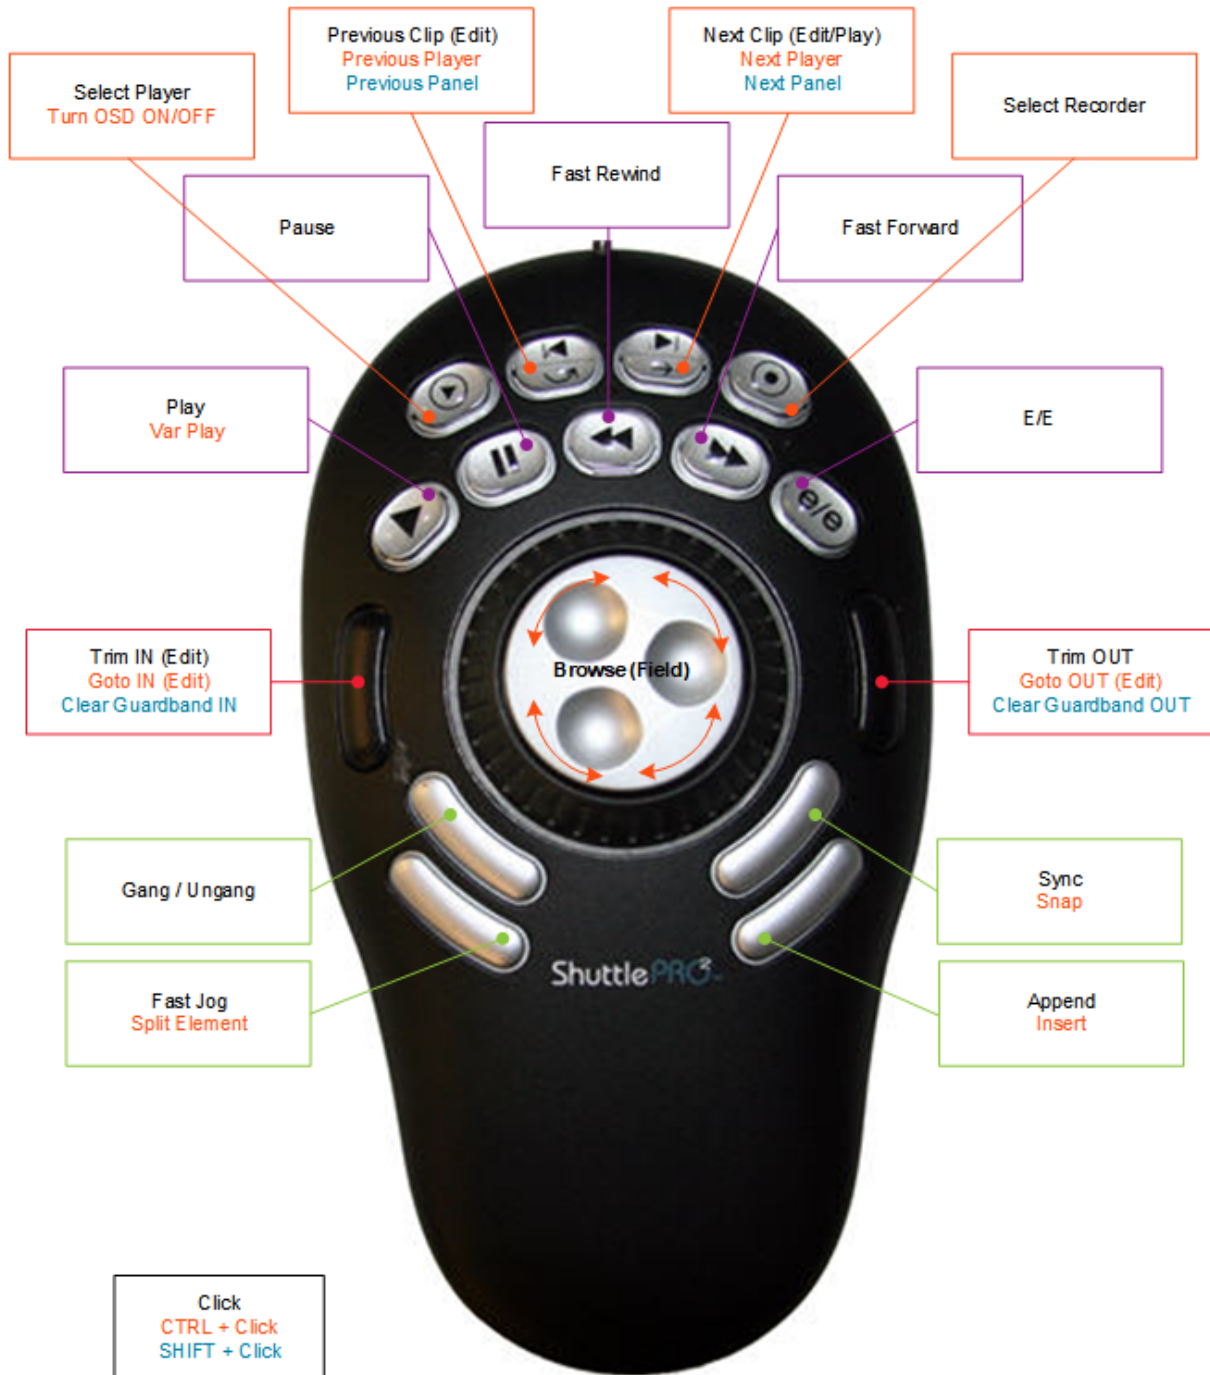 Previous Clip (Edit)
Previous Player
Previous Panel
Next Clip (Edit/Play)
Next Player
Next Panel
Select Player
Turn OSD ON/OFF
Select Recorder
Fast Rewind
Pause
Fast Forward
Play
Var Play
E/E
e/e
Trim IN (Edit)
Goto IN (Edit)
Clear Guardband IN
Browse (Field)
Trim OUT
Goto OUT (Edit)
Clear Guardband OUT
Gang / Ungang
Sync
Snap
ShuttlePRO2
Fast Jog
Split Element
Append
Insert
Click
CTRL + Click
SHIFT + Click